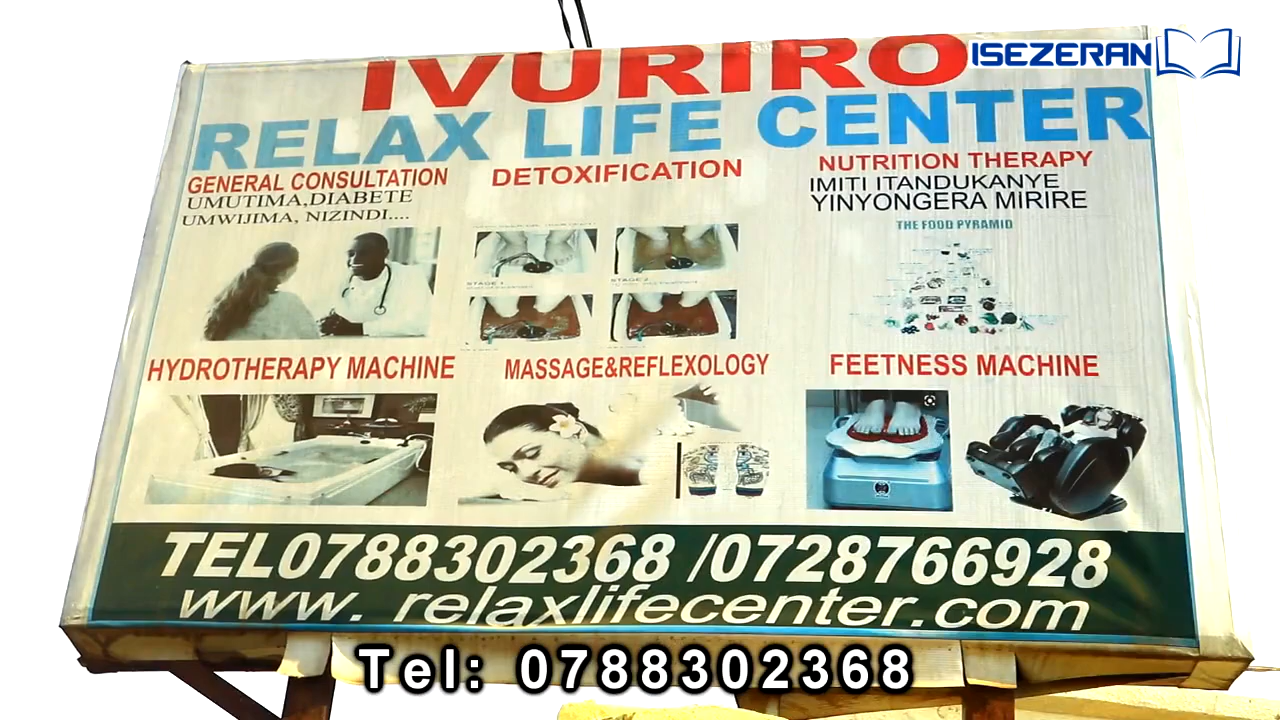 IVURIRO
ISEZERANO
RELAX LIFE CENTER
GENERAL CONSULTATION
UMUTIMA,DIABETE
UMWIJIMA, NIZINDI....
DETOXIFICATION
NUTRITION THERAPY
IMITI ITANDUKANYE
YINYONGERA MIRIRE
THE FOOD PYRAMID
STAGE 1
STAGE 2
HYDROTHERAPY MACHINE
MASSAGE&REFLEXOLOGY
FEETNESS MACHINE
TEL0788302368 /0728766928
www. relaxlifecenter.com
Tel: 0788302368